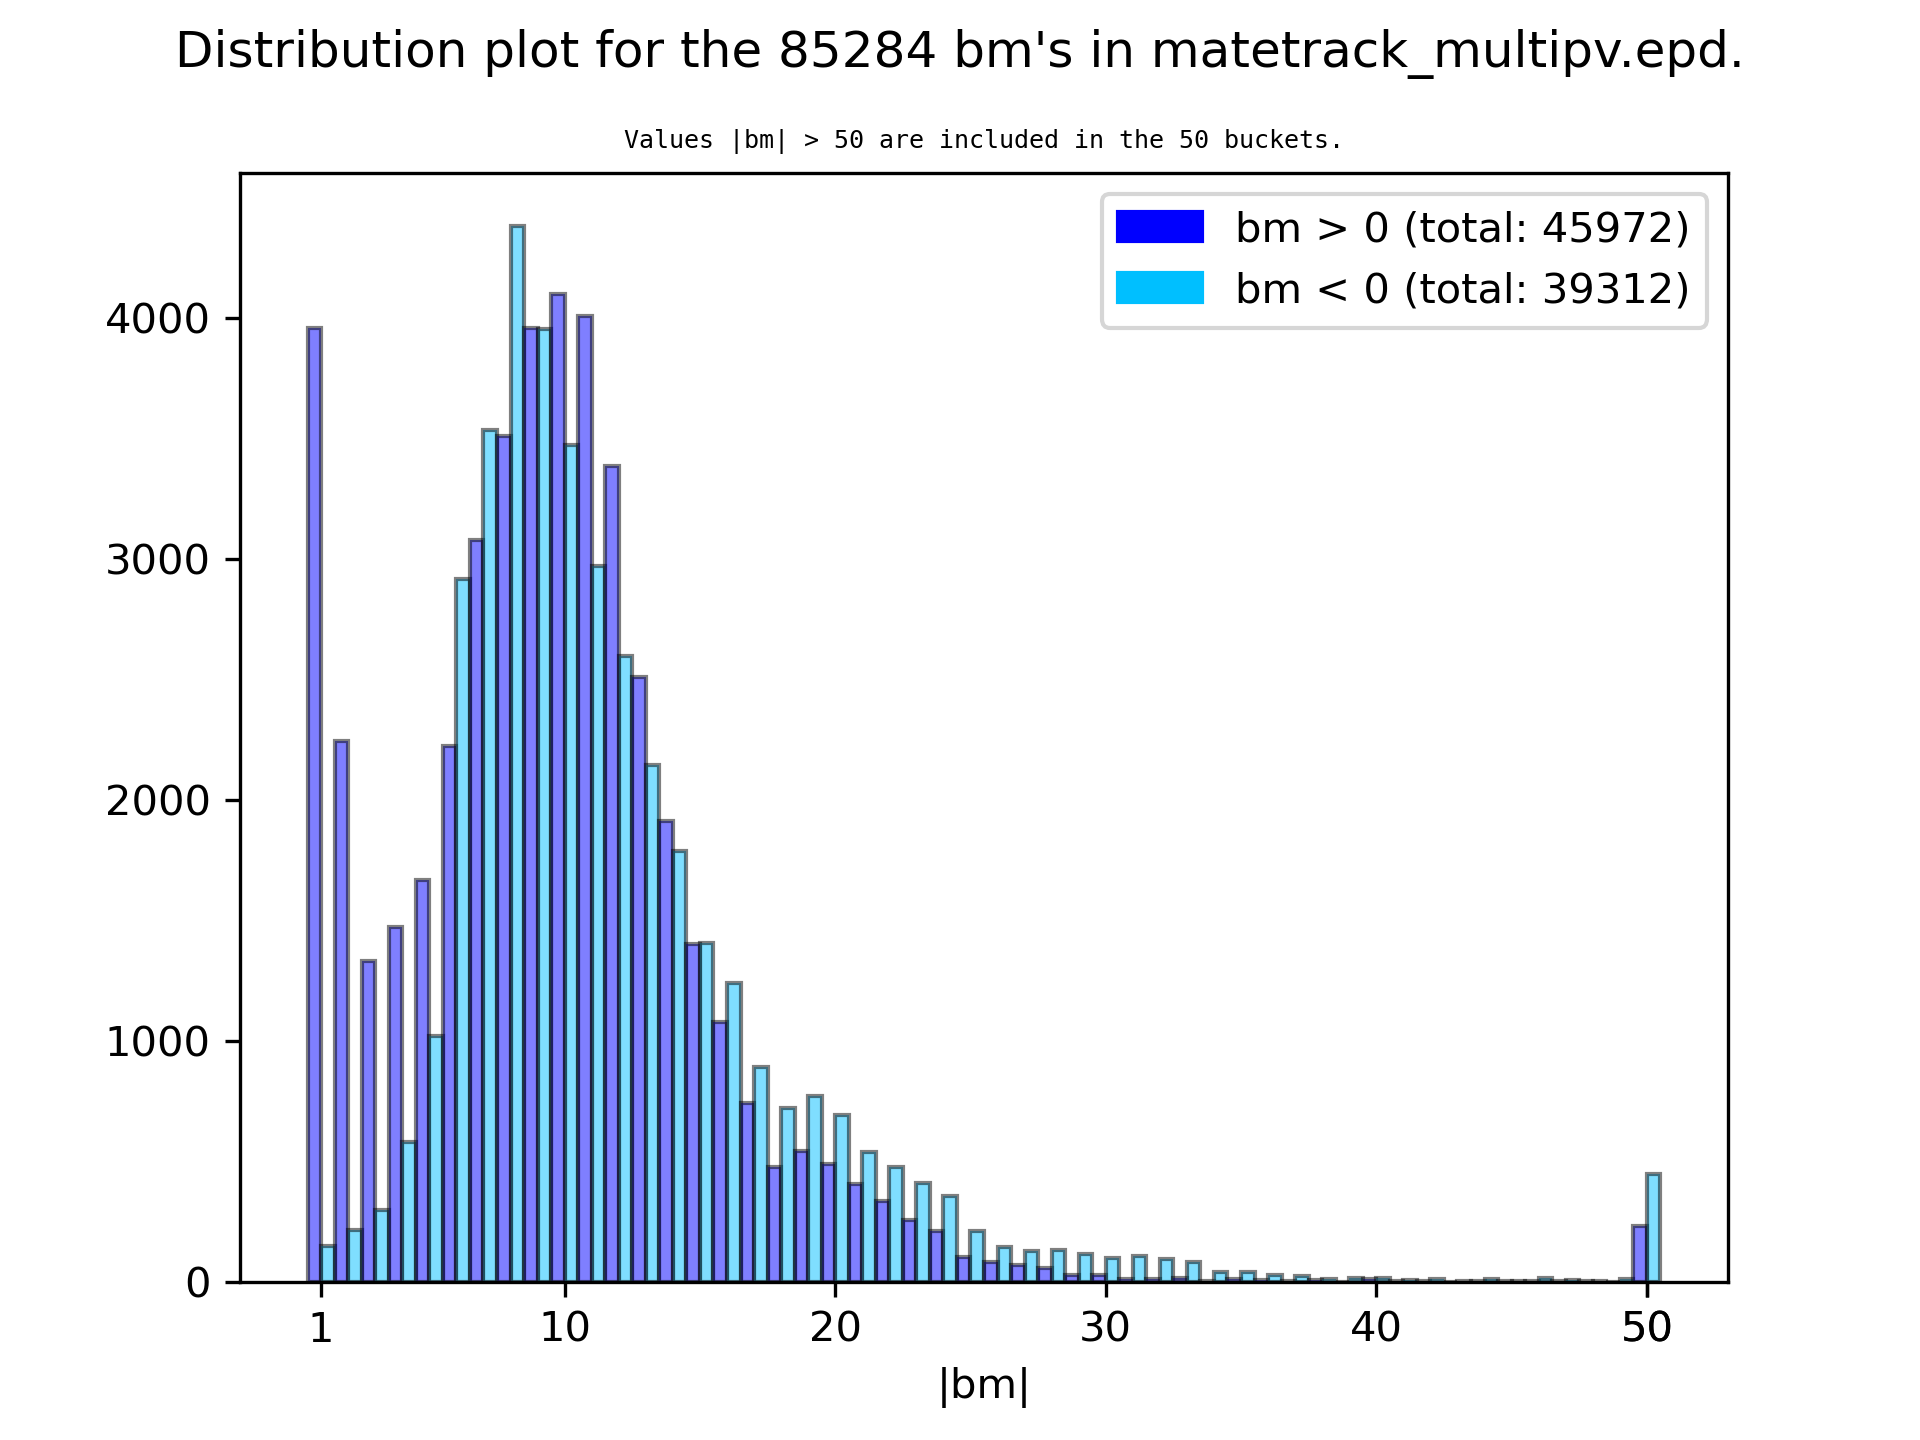 Distribution plot for the 85284 bm's in matetrack_multipv.epd.
Values |bm| > 50 are included in the 50 buckets.
bm > 0 (total: 45972)
bm < 0 (total: 39312)
4000
3000
2000
1000
0
1 10 20 30 40 50
|bm|